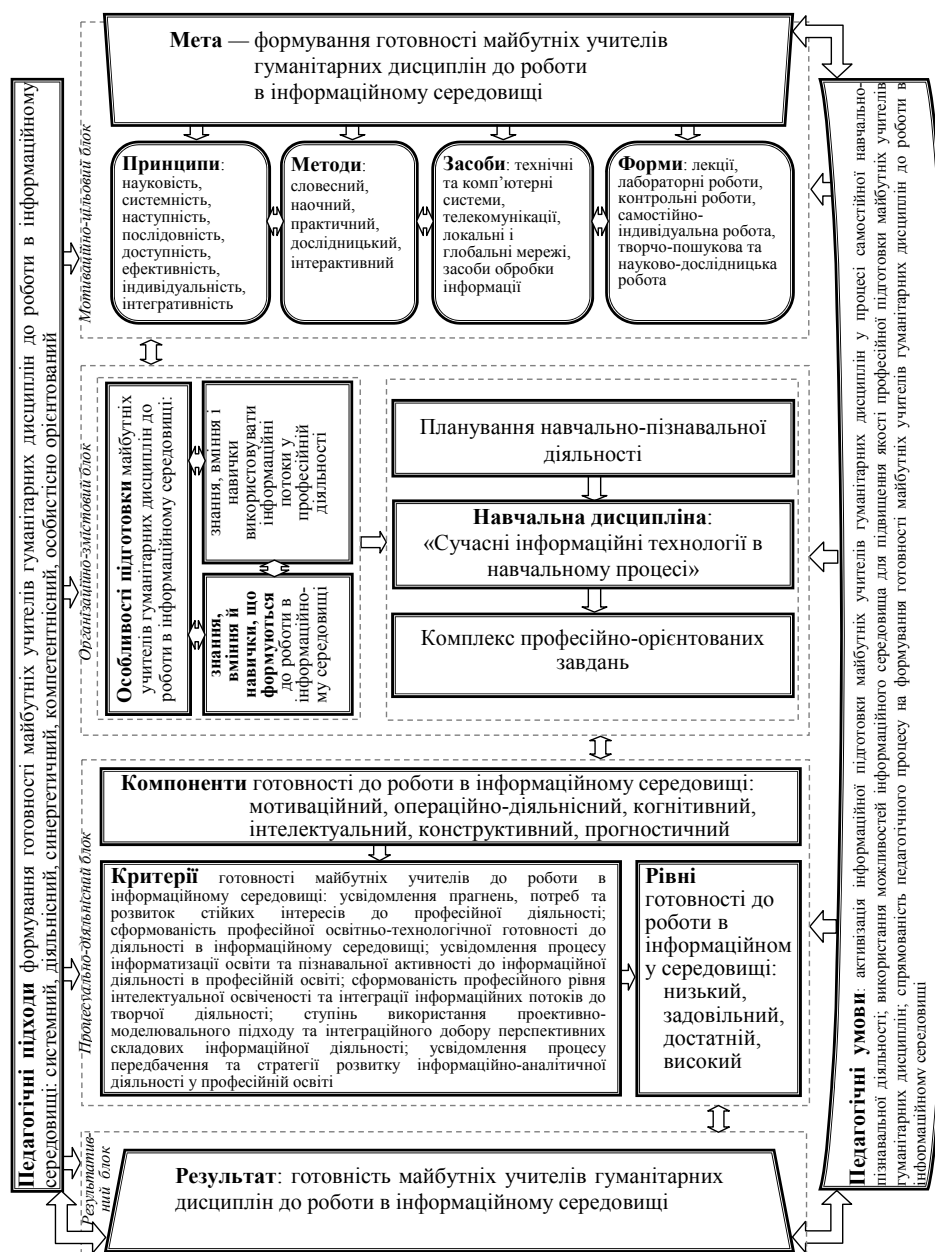 Мета — формування готовності майбутніх учителів
гуманітарних дисциплін до роботи
в інформаційному середовищі
Педагогічні підходи формування готовності майбутніх учителів гуманітарних дисциплін до роботи в інформаційному
середовищі: системний, діяльнісний, синергетичний, компетентнісний, особистісно орієнтований
Мотиваційно-цільовий блок
Принципи:
науковість,
системність,
наступність,
послідовність,
доступність,
ефективність,
індивідуальність,
інтегративність
Методи:
словесний,
наочний,
практичний,
дослідницький,
інтерактивний
Засоби: технічні
та комп’ютерні
системи,
телекомунікації,
локальні і
глобальні мережі,
засоби обробки
інформації
Форми: лекції,
лабораторні роботи,
контрольні роботи,
самостійно-
індивідуальна робота,
творчо-пошукова та
науково-дослідницька
робота
Організаційно-змістовий блок
Особливості підготовки майбутніх
учителів гуманітарних дисциплін до
роботи в інформаційному середовищі:
знання, вміння і
навички
використовувати
інформаційні
потоки у
професійній
діяльності
знання,
вміння й
навички, що
формуються
до роботи в
інформаційно-
му середовищі
Планування навчально-пізнавальної
діяльності
Навчальна дисципліна:
«Сучасні інформаційні технології в
навчальному процесі»
Комплекс професійно-орієнтованих
завдань
Процесуально-діяльнісний блок
Компоненти готовності до роботи в інформаційному середовищі:
мотиваційний, операційно-діяльнісний, когнітивний,
інтелектуальний, конструктивний, прогностичний
Критерії готовності майбутніх учителів до роботи в
інформаційному середовищі: усвідомлення прагнень, потреб та
розвиток стійких інтересів до професійної діяльності;
сформованість професійної освітньо-технологічної готовності до
діяльності в інформаційному середовищі; усвідомлення процесу
інформатизації освіти та пізнавальної активності до інформаційної
діяльності в професійній освіті; сформованість професійного рівня
інтелектуальної освіченості та інтеграції інформаційних потоків до
творчої діяльності; ступінь використання проективно-
моделювального підходу та інтеграційного добору перспективних
складових інформаційної діяльності; усвідомлення процесу
передбачення та стратегії розвитку інформаційно-аналітичної
діяльності у професійній освіті
Рівні
готовності до
роботи в
інформаційном
у середовищі:
низький,
задовільний,
достатній,
високий
Результатив-
ний блок
Результат: готовність майбутніх учителів гуманітарних
дисциплін до роботи в інформаційному середовищі
Педагогічні умови: активізація інформаційної підготовки майбутніх учителів гуманітарних дисциплін у процесі самостійної навчально-
пізнавальної діяльності; використання можливостей інформаційного середовища для підвищення якості професійної підготовки майбутніх учителів
гуманітарних дисциплін; спрямованість педагогічного процесу на формування готовності майбутніх учителів гуманітарних дисциплін до роботи в
інформаційному середовищі